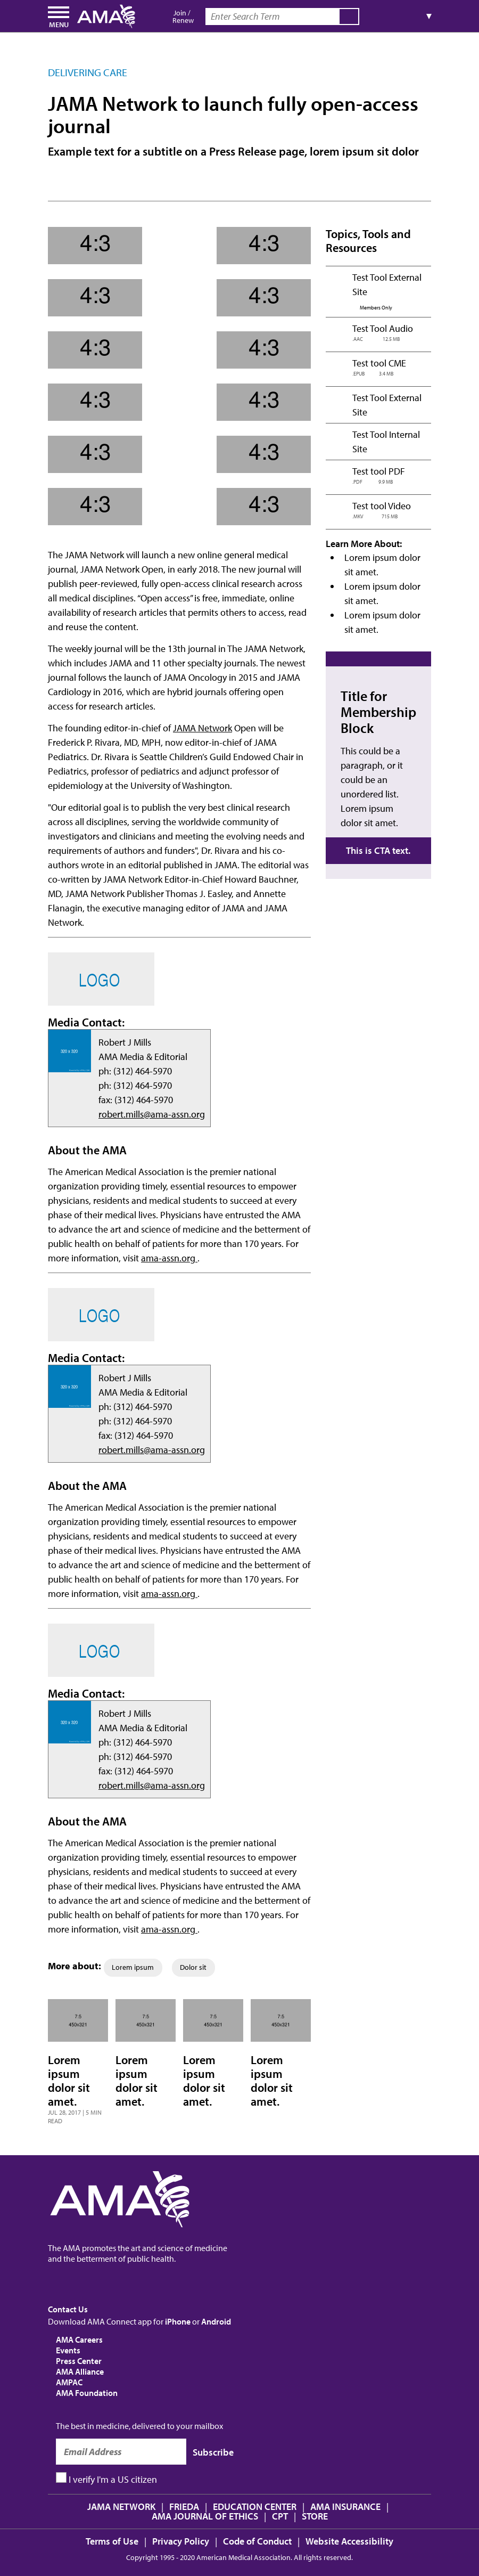 MENU
AMA
Join /
Renew
Enter Search Term
▼
DELIVERING CARE
JAMA Network to launch fully open-access
journal
Example text for a subtitle on a Press Release page, lorem ipsum sit dolor
4:3 4:3
4:3 4:3
4:3 4:3
4:3 4:3
4:3 4:3
4:3 4:3
The JAMA Network will launch a new online general medical
journal, JAMA Network Open, in early 2018. The new journal will
publish peer-reviewed, fully open-access clinical research across
all medical disciplines. “Open access” is free, immediate, online
availability of research articles that permits others to access, read
and reuse the content.
The weekly journal will be the 13th journal in The JAMA Network,
which includes JAMA and 11 other specialty journals. The newest
journal follows the launch of JAMA Oncology in 2015 and JAMA
Cardiology in 2016, which are hybrid journals offering open
access for research articles.
The founding editor-in-chief of JAMA Network Open will be
Frederick P. Rivara, MD, MPH, now editor-in-chief of JAMA
Pediatrics. Dr. Rivara is Seattle Children’s Guild Endowed Chair in
Pediatrics, professor of pediatrics and adjunct professor of
epidemiology at the University of Washington.
"Our editorial goal is to publish the very best clinical research
across all disciplines, serving the worldwide community of
investigators and clinicians and meeting the evolving needs and
requirements of authors and funders", Dr. Rivara and his co-
authors wrote in an editorial published in JAMA. The editorial was
co-written by JAMA Network Editor-in-Chief Howard Bauchner,
MD, JAMA Network Publisher Thomas J. Easley, and Annette
Flanagin, the executive managing editor of JAMA and JAMA
Network.
LOGO
Media Contact:
320 x 320
Robert J Mills
AMA Media & Editorial
ph: (312) 464-5970
ph: (312) 464-5970
fax: (312) 464-5970
robert.mills@ama-assn.org
About the AMA
The American Medical Association is the premier national
organization providing timely, essential resources to empower
physicians, residents and medical students to succeed at every
phase of their medical lives. Physicians have entrusted the AMA
to advance the art and science of medicine and the betterment of
public health on behalf of patients for more than 170 years. For
more information, visit ama-assn.org .
LOGO
Media Contact:
320 x 320
Robert J Mills
AMA Media & Editorial
ph: (312) 464-5970
ph: (312) 464-5970
fax: (312) 464-5970
robert.mills@ama-assn.org
About the AMA
The American Medical Association is the premier national
organization providing timely, essential resources to empower
physicians, residents and medical students to succeed at every
phase of their medical lives. Physicians have entrusted the AMA
to advance the art and science of medicine and the betterment of
public health on behalf of patients for more than 170 years. For
more information, visit ama-assn.org .
LOGO
Media Contact:
320 x 320
Robert J Mills
AMA Media & Editorial
ph: (312) 464-5970
ph: (312) 464-5970
fax: (312) 464-5970
robert.mills@ama-assn.org
About the AMA
The American Medical Association is the premier national
organization providing timely, essential resources to empower
physicians, residents and medical students to succeed at every
phase of their medical lives. Physicians have entrusted the AMA
to advance the art and science of medicine and the betterment of
public health on behalf of patients for more than 170 years. For
more information, visit ama-assn.org .
More about: Lorem ipsum Dolor sit
7:5
450x321
Lorem
ipsum
dolor sit
amet.
JUL 28, 2017 | 5 MIN
READ
7:5
450x321
Lorem
ipsum
dolor sit
amet.
7:5
450x321
Lorem
ipsum
dolor sit
amet.
7:5
450x321
Lorem
ipsum
dolor sit
amet.
Topics, Tools and
Resources
Test Tool External
Site
Members Only
Test Tool Audio
.AAC 12.5 MB
Test tool CME
.EPUB 3.4 MB
Test Tool External
Site
Test Tool Internal
Site
Test tool PDF
.PDF 9.9 MB
Test tool Video
.MKV 715 MB
Learn More About:
• Lorem ipsum dolor
sit amet.
• Lorem ipsum dolor
sit amet.
• Lorem ipsum dolor
sit amet.
Title for
Membership
Block
This could be a
paragraph, or it
could be an
unordered list.
Lorem ipsum
dolor sit amet.
This is CTA text.
AMA
The AMA promotes the art and science of medicine
and the betterment of public health.
Contact Us
Download AMA Connect app for iPhone or Android
AMA Careers
Events
Press Center
AMA Alliance
AMPAC
AMA Foundation
The best in medicine, delivered to your mailbox
Email Address Subscribe
I verify I'm a US citizen
JAMA NETWORK | FRIEDA | EDUCATION CENTER | AMA INSURANCE |
AMA JOURNAL OF ETHICS | CPT | STORE
Terms of Use | Privacy Policy | Code of Conduct | Website Accessibility
Copyright 1995 - 2020 American Medical Association. All rights reserved.